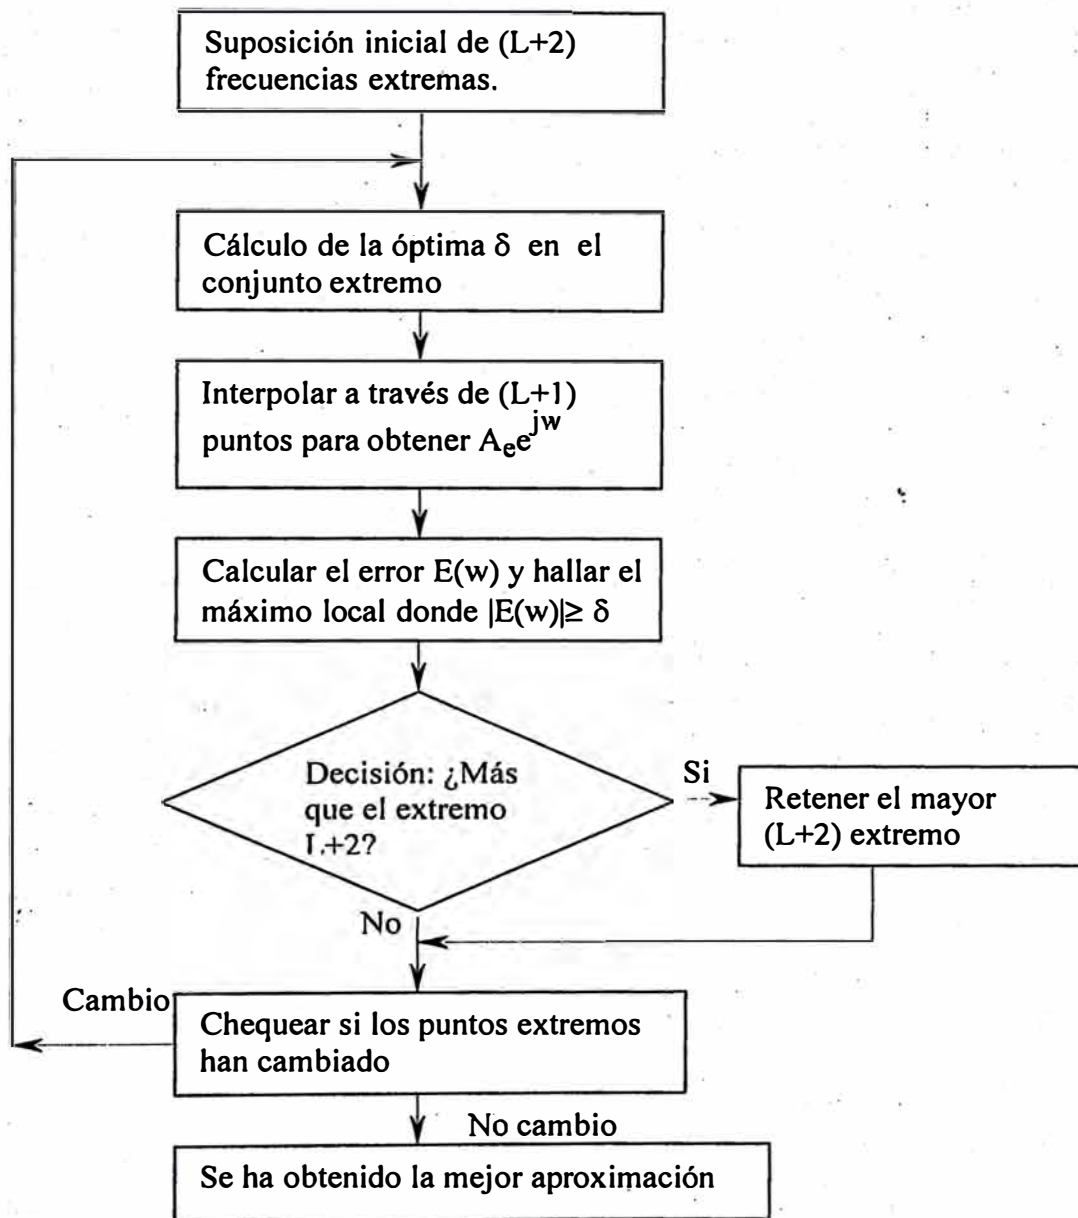 Suposición inicial de (L+2)
frecuencias extremas.
Cálculo de la óptima δ en el
conjunto extremo
Interpolar a través de (L+1)
puntos para obtener Aₑe^jw
Calcular el error E(w) y hallar el
máximo local donde |E(w)|≥ δ
Decisión: ¿Más
que el extremo
L+2?
Si
Retener el mayor
(L+2) extremo
No
Cambio
Chequear si los puntos extremos
han cambiado
No cambio
Se ha obtenido la mejor aproximación